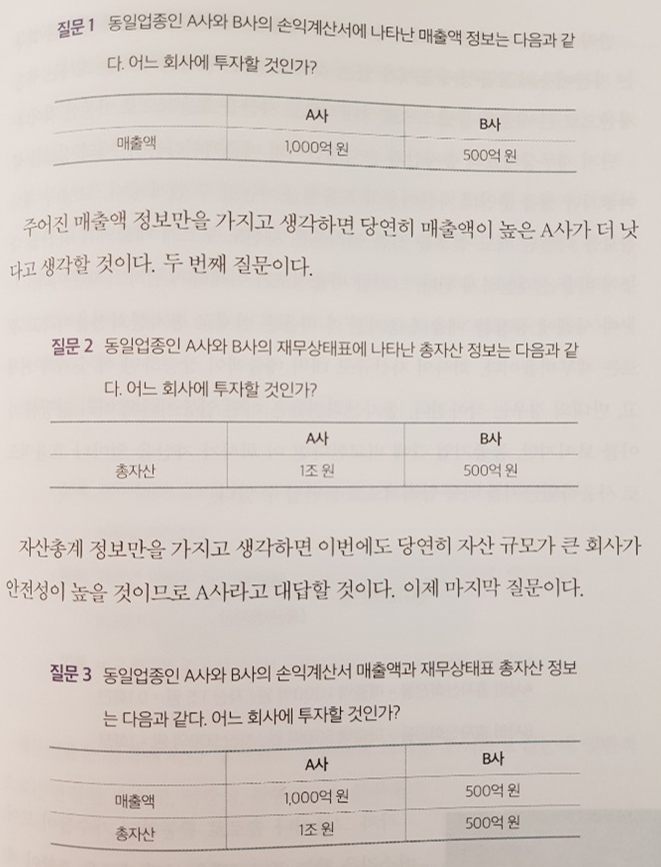 질문 1 동일업종인 A사와 B사의 손익계산서에 나타난 매출액 정보는 다음과 같
다. 어느 회사에 투자할 것인가?
A사 B사
매출액 1,000억 원 500억 원
주어진 매출액 정보만을 가지고 생각하면 당연히 매출액이 높은 A사가 더 낫
다고 생각할 것이다. 두 번째 질문이다.
질문 2 동일업종인 A사와 B사의 재무상태표에 나타난 총자산 정보는 다음과 같
다. 어느 회사에 투자할 것인가?
A사 B사
총자산 1조 원 500억 원
자산총계 정보만을 가지고 생각하면 이번에도 당연히 자산 규모가 큰 회사가
안전성이 높을 것이므로 A사라고 대답할 것이다. 이제 마지막 질문이다.
질문 3 동일업종인 A사와 B사의 손익계산서 매출액과 재무상태표 총자산 정보
는 다음과 같다. 어느 회사에 투자할 것인가?
A사 B사
매출액 1,000억 원 500억 원
총자산 1조 원 500억 원